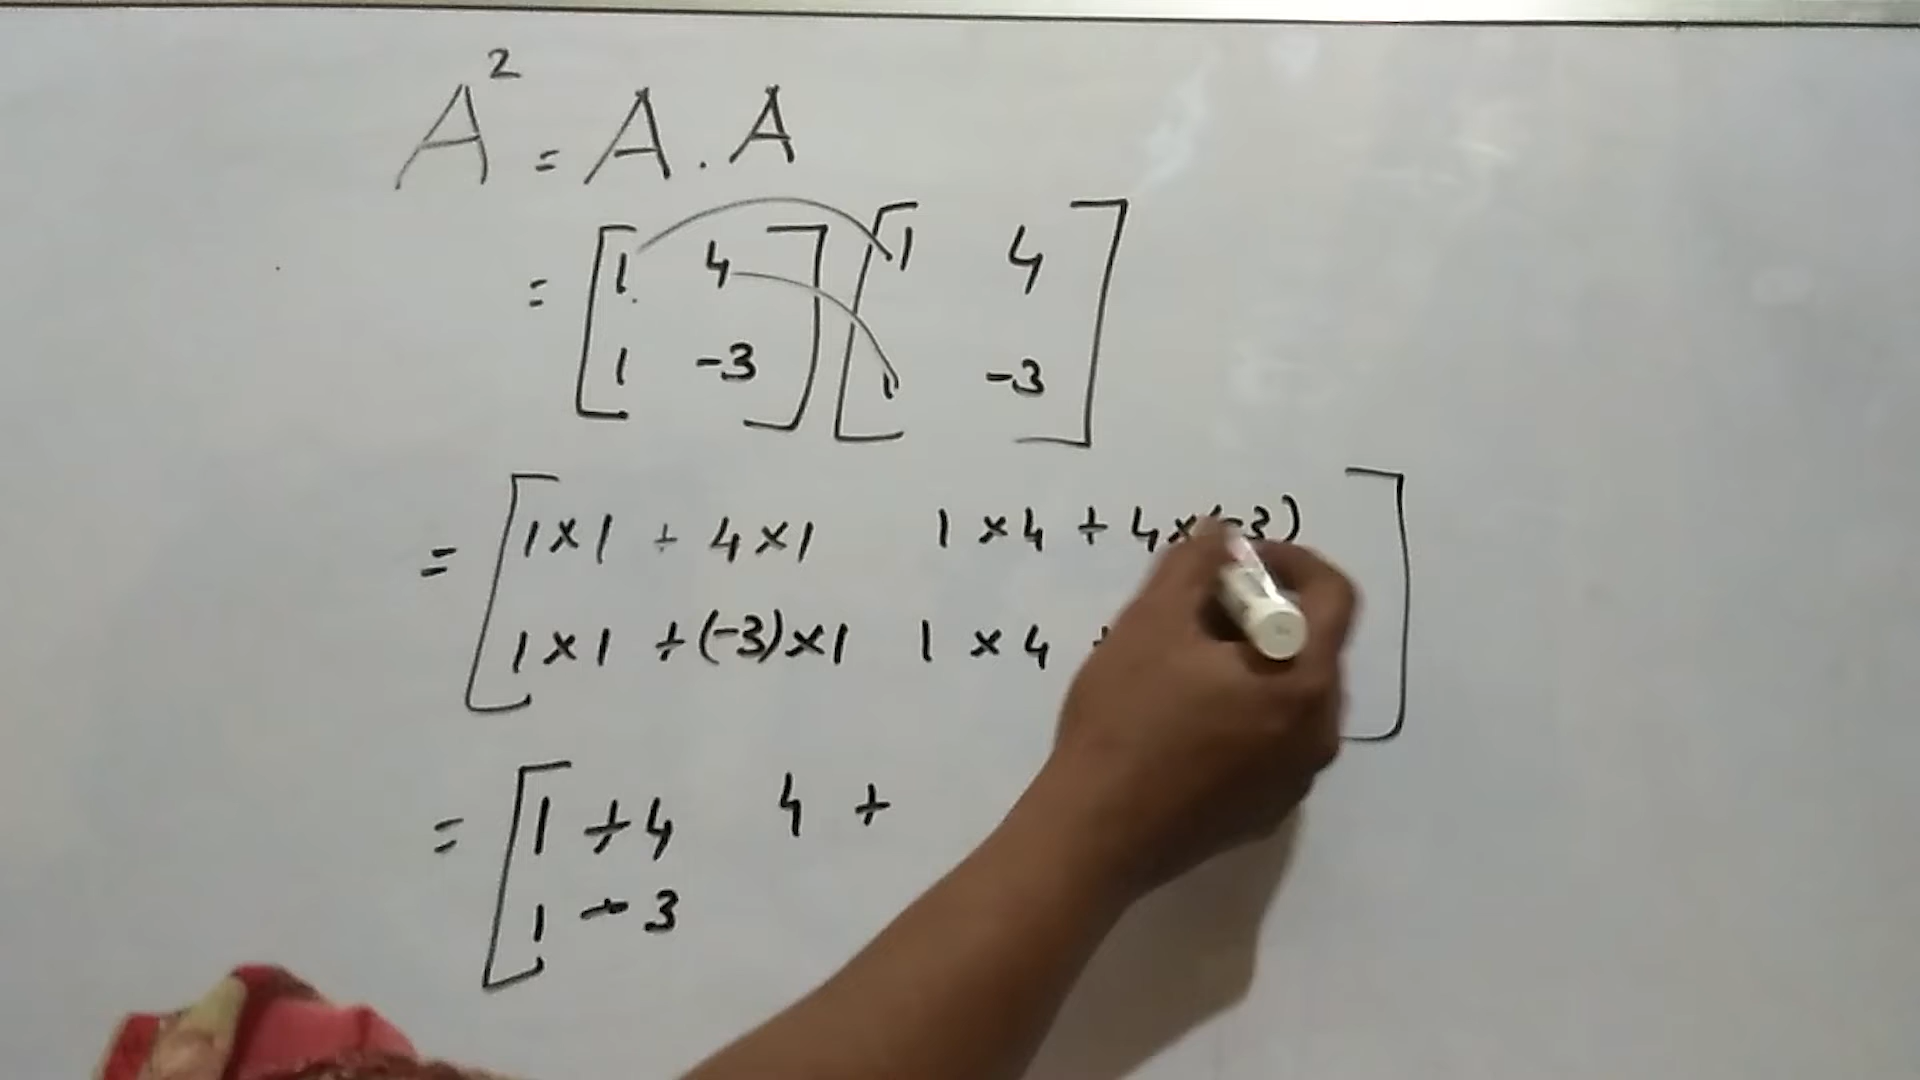 A² = A . A
= [ 1 4 ] [ 1 4 ]
[ 1 -3 ] [ 1 -3 ]
= [ 1 × 1 + 4 × 1 1 × 4 + 4 × (-3) ]
[ 1 × 1 + (-3) × 1 1 × 4 + ]
= [ 1 + 4 4 +
[ 1 - 3